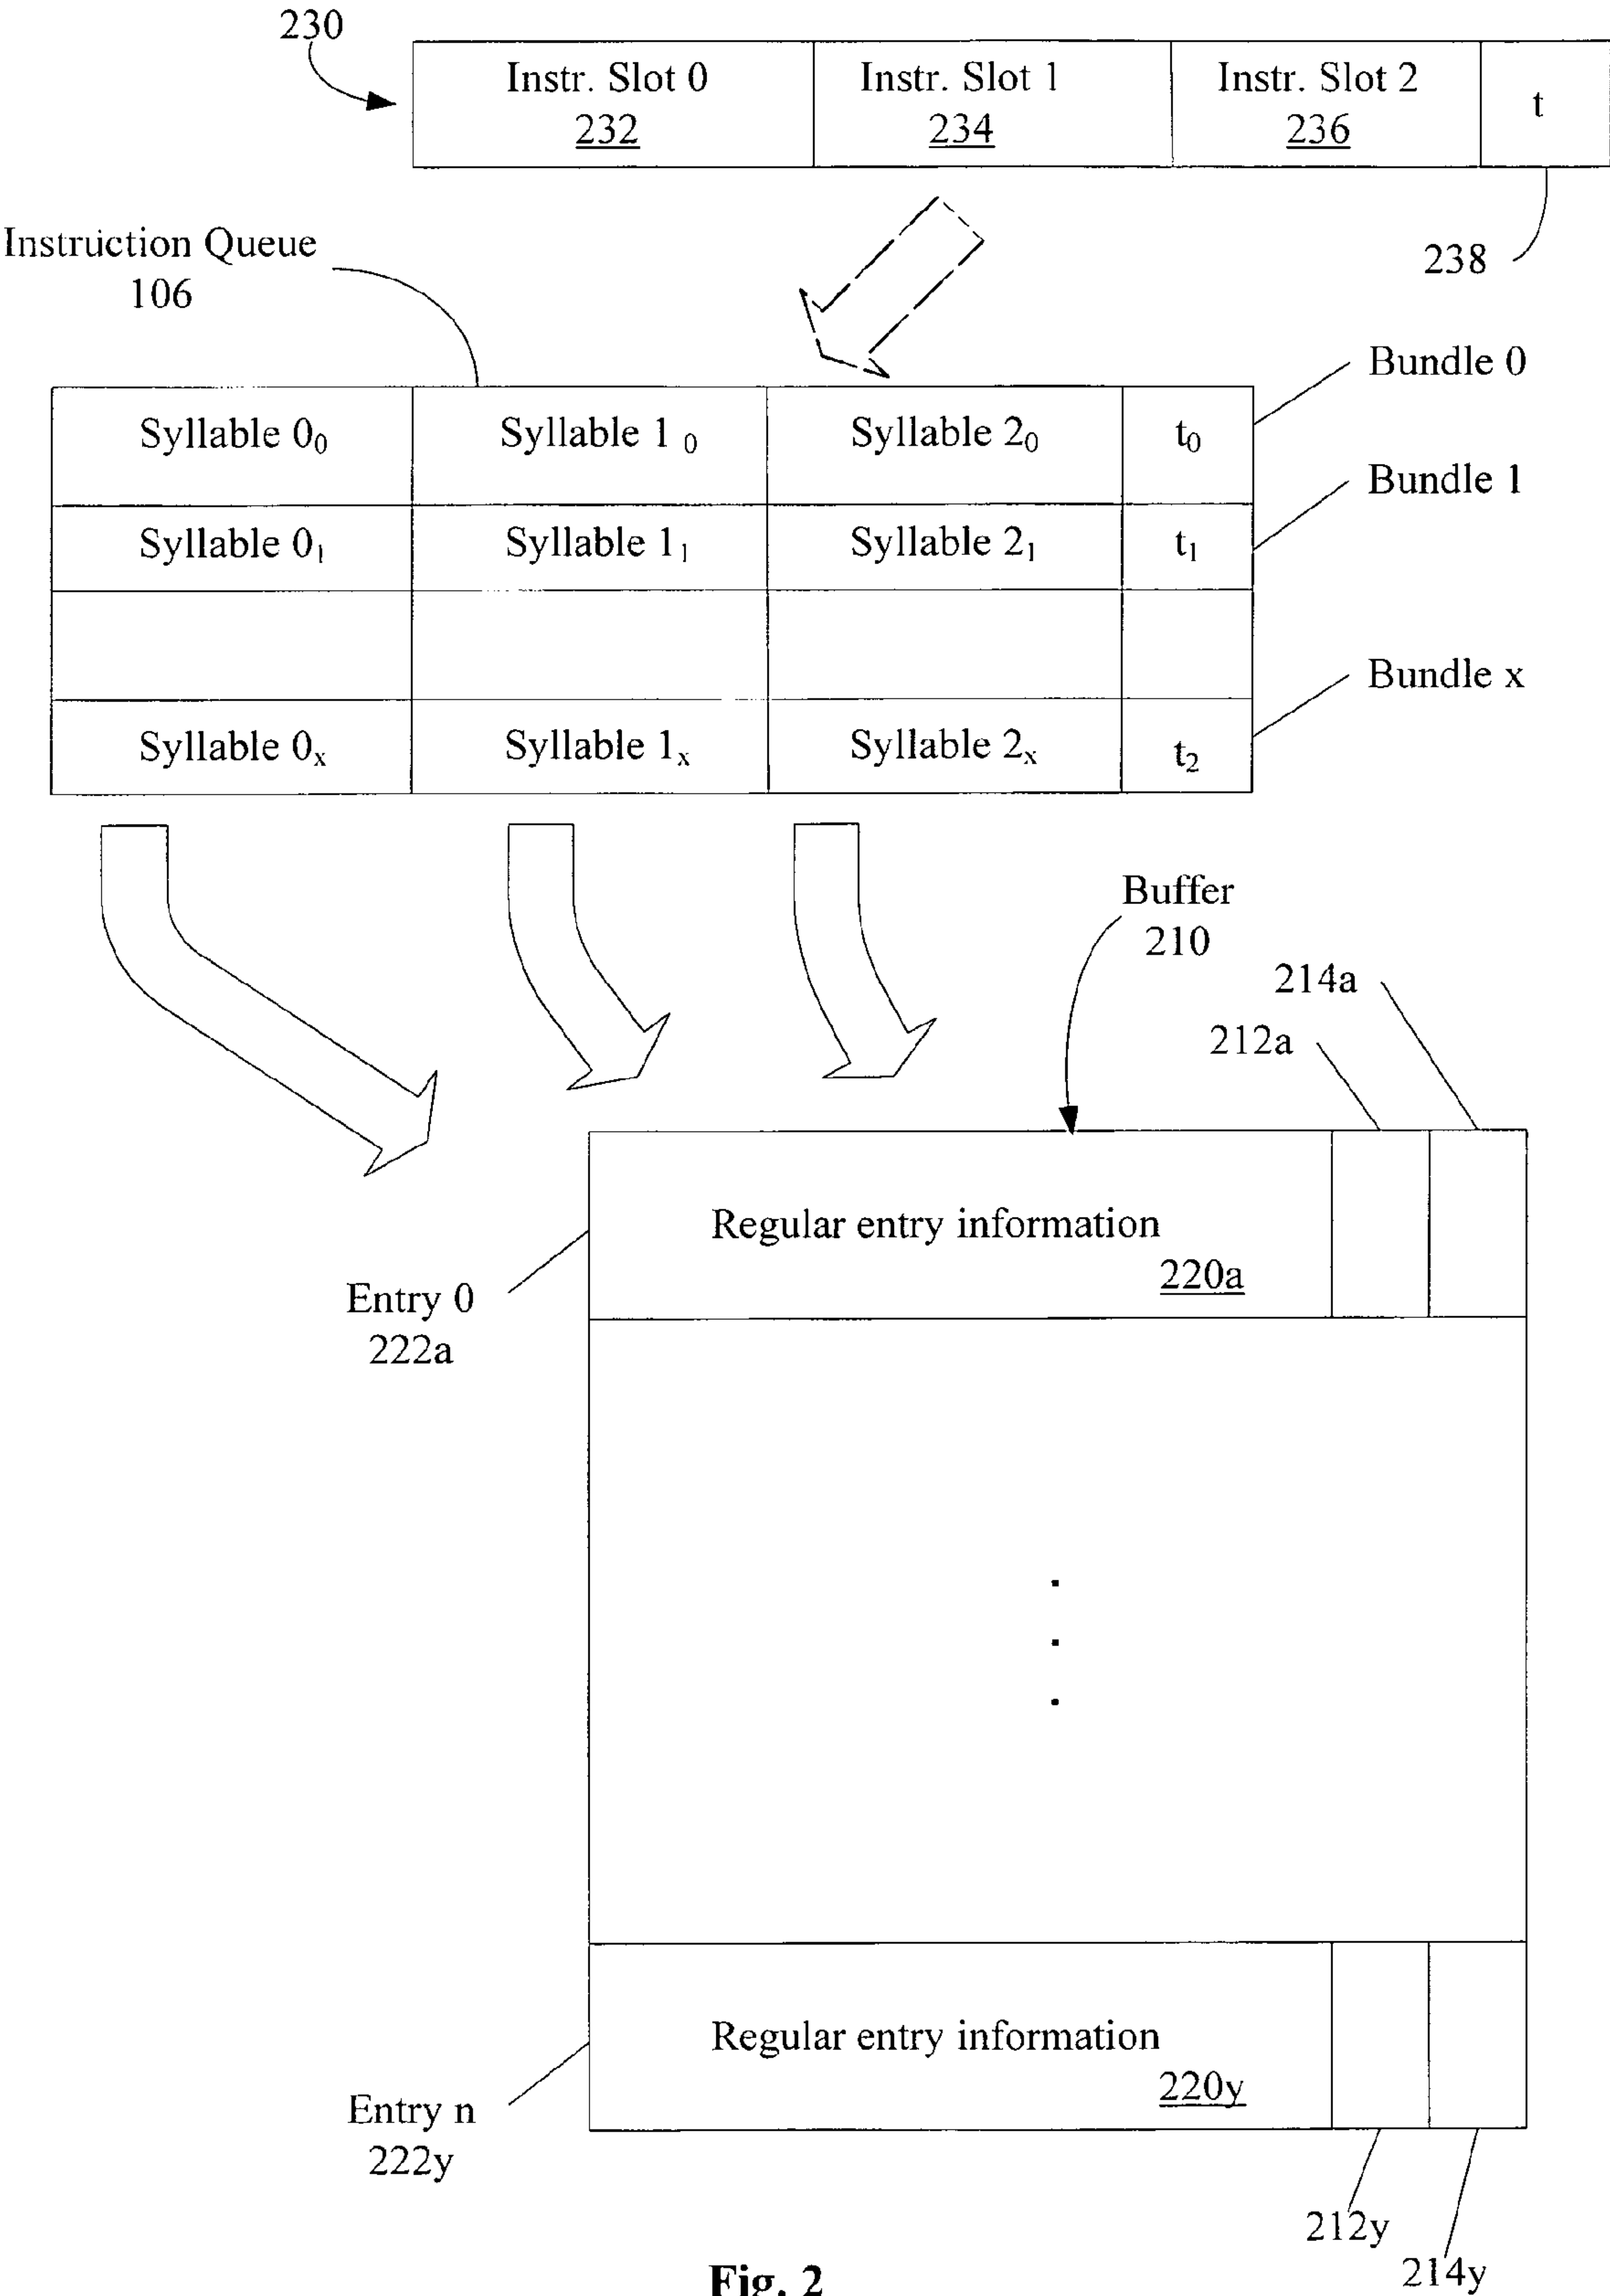 230
Instr. Slot 0
232
Instr. Slot 1
234
Instr. Slot 2
236
t
238
Instruction Queue
106
Bundle 0
Syllable 0₀
Syllable 1 ₀
Syllable 2₀
t₀
Bundle 1
Syllable 0₁
Syllable 1₁
Syllable 2₁
t₁
Bundle x
Syllable 0ₓ
Syllable 1ₓ
Syllable 2ₓ
t₂
Buffer
210
214a
212a
Regular entry information
220a
Entry 0
222a
.
.
.
Regular entry information
220y
Entry n
222y
212y
214y
Fig. 2